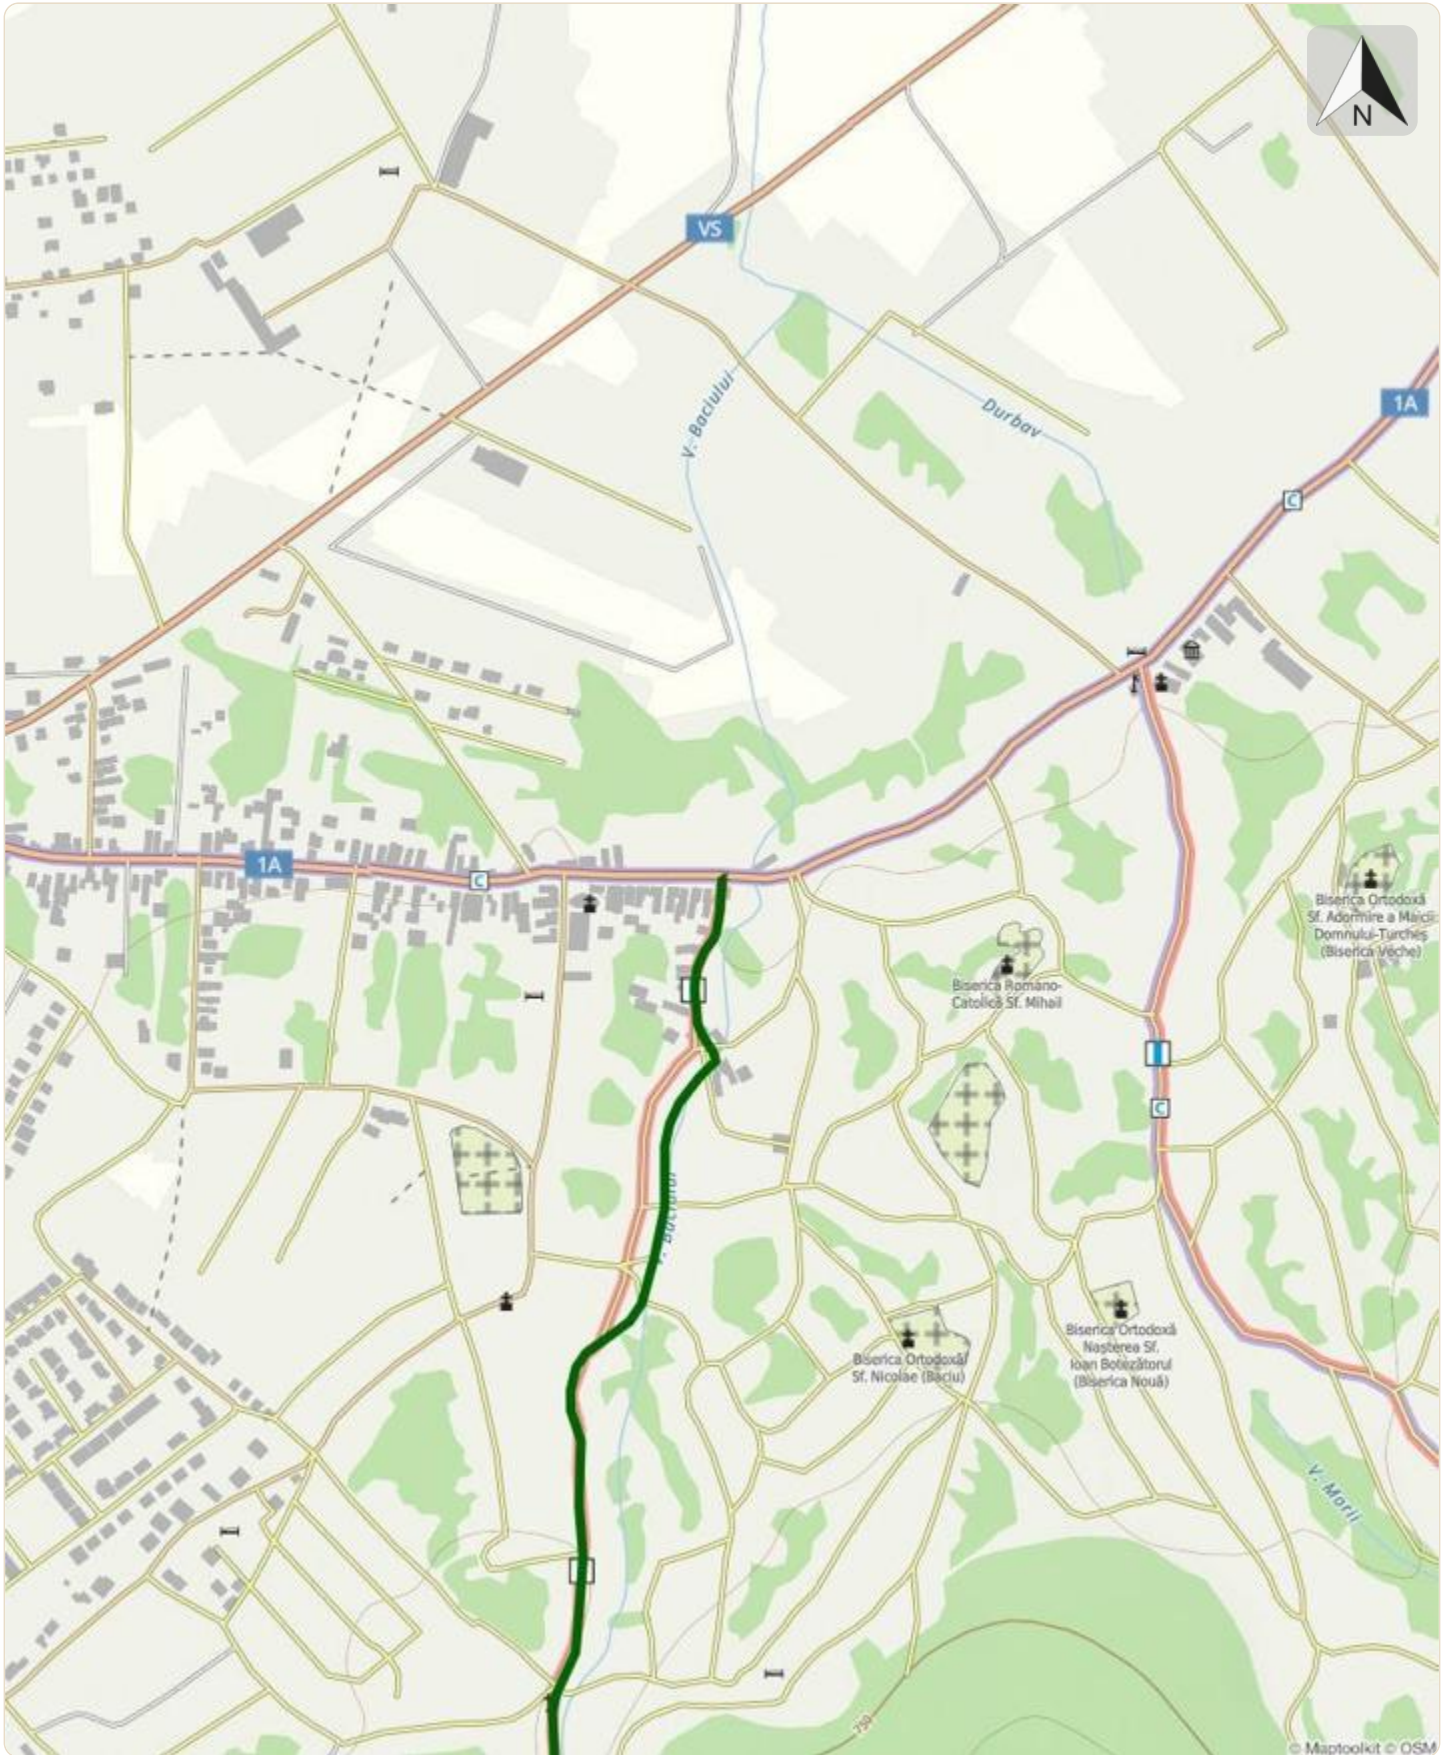 N
VS
V. Baciului
Durbav
1A
C
1A
C
Biserica Ortodoxă
Sf. Adormire a Maicii
Domnului-Turcheș
(Biserica Veche)
Biserica Romano-
Catolică Sf. Mihail
C
V. Baciului
Biserica Ortodoxă
Sf. Nicolae (Baciu)
Biserica Ortodoxă
Nașterea Sf.
Ioan Botezătorul
(Biserica Nouă)
V. Morii
750
© Maptoolkit © OSM